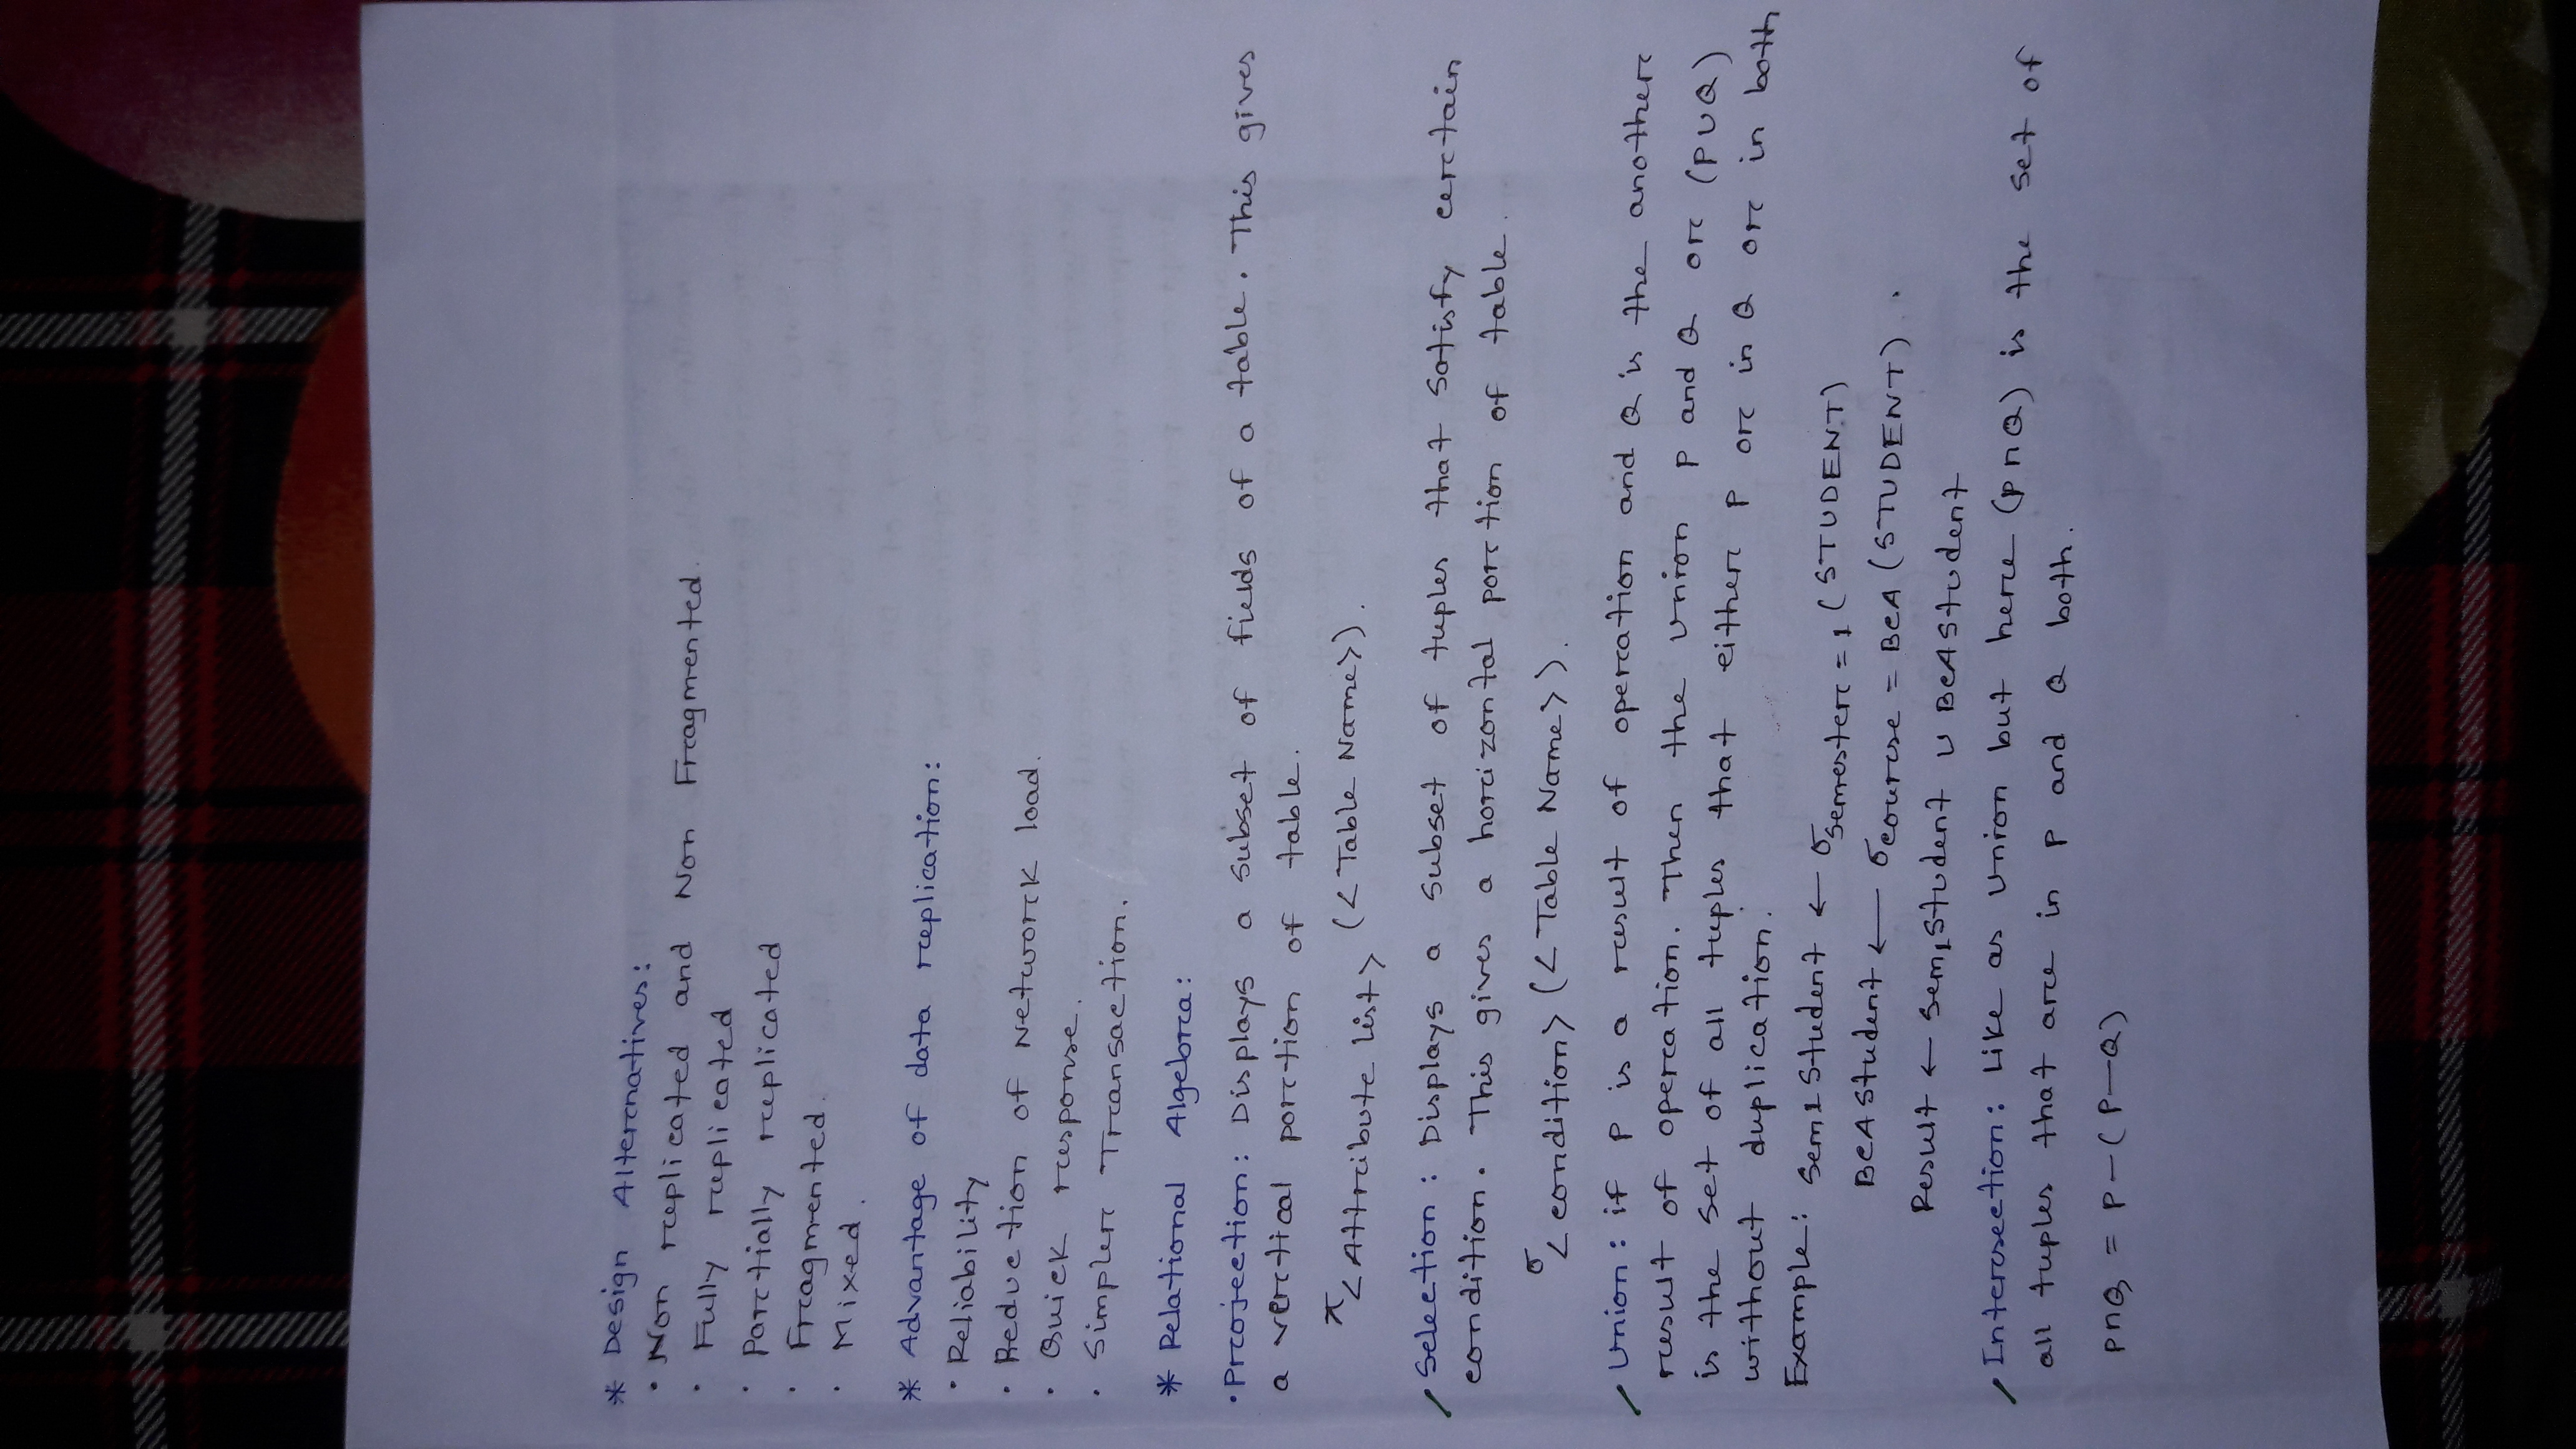 * Design Alternatives:
· Non replicated and Non Fragmented.
· Fully replicated
· Partially replicated
· Fragmented.
· Mixed.
* Advantage of data replication:
· Reliability
· Reduction of Network load.
· Quick response.
· Simpler Transaction.
* Relational Algebra:
· Projection: Displays a subset of fields of a table. This gives
a vertical portion of table.
π <Attribute list> (<Table Name>).
✓ Selection: Displays a subset of tuples that satisfy certain
condition. This gives a horizontal portion of table.
σ <condition> (<Table Name>).
✓ Union: if P is a result of operation and Q is the another
result of operation. Then the union P and Q or (P∪Q)
is the set of all tuples that either P or in Q or in both
without duplication.
Example: Sem1Student ← σSemester=1 (STUDENT)
BCAStudent ← σCourse=BCA (STUDENT).
Result ← Sem1Student ∪ BCAStudent
✓ Intersection: Like as union but here (P∩Q) is the set of
all tuples that are in P and Q both.
P∩Q = P-(P-Q)